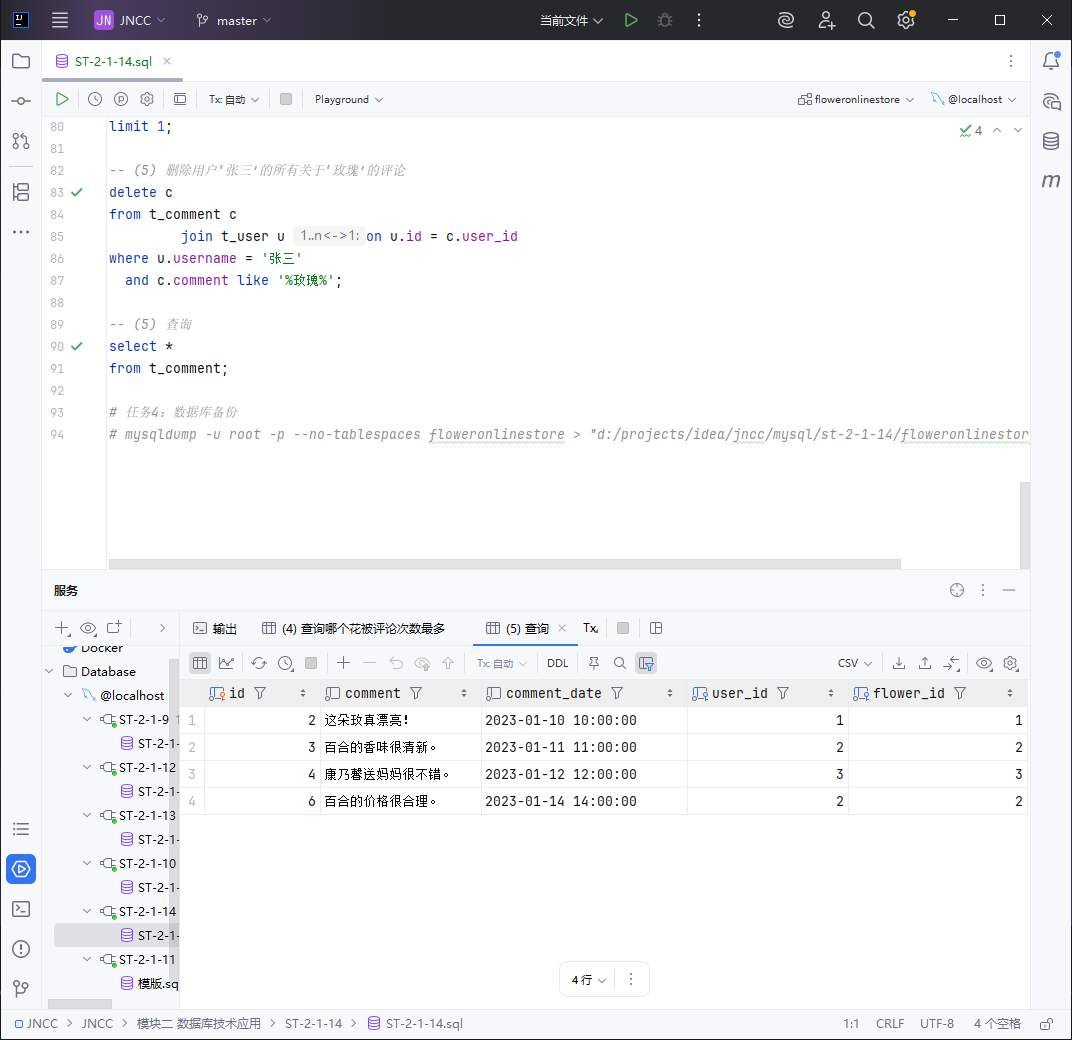 JN JNCC master 当前文件
ST-2-1-14.sql
Tx: 自动 Playground floweronlinestore @localhost
80 limit 1; 4
81
82 -- (5) 删除用户‘张三’的所有关于‘玫瑰’的评论
83 delete c
84 from t_comment c
85 join t_user u 1..n<->1: on u.id = c.user_id
86 where u.username = '张三'
87 and c.comment like '%玫瑰%';
88
89 -- (5) 查询
90 select *
91 from t_comment;
92
93 # 任务4：数据库备份
94 # mysqldump -u root -p --no-tablespaces floweronlinestore > "d:/projects/idea/jncc/mysql/st-2-1-14/floweronlinestor
服务
输出 (4) 查询哪个花被评论次数最多 (5) 查询 Tx
Docker
Database
@localhost
ST-2-1-9 1
ST-2-1-
ST-2-1-12
ST-2-1-
ST-2-1-13
ST-2-1-
ST-2-1-10
ST-2-1-
ST-2-1-14
ST-2-1-
ST-2-1-11
模版.sq
Tx: 自动 DDL CSV
id comment comment_date user_id flower_id
1 2 这朵玫真漂亮！ 2023-01-10 10:00:00 1 1
2 3 百合的香味很清新。 2023-01-11 11:00:00 2 2
3 4 康乃馨送妈妈很不错。 2023-01-12 12:00:00 3 3
4 6 百合的价格很合理。 2023-01-14 14:00:00 2 2
4 行
JNCC > JNCC > 模块二 数据库技术应用 > ST-2-1-14 > ST-2-1-14.sql 1:1 CRLF UTF-8 4 个空格